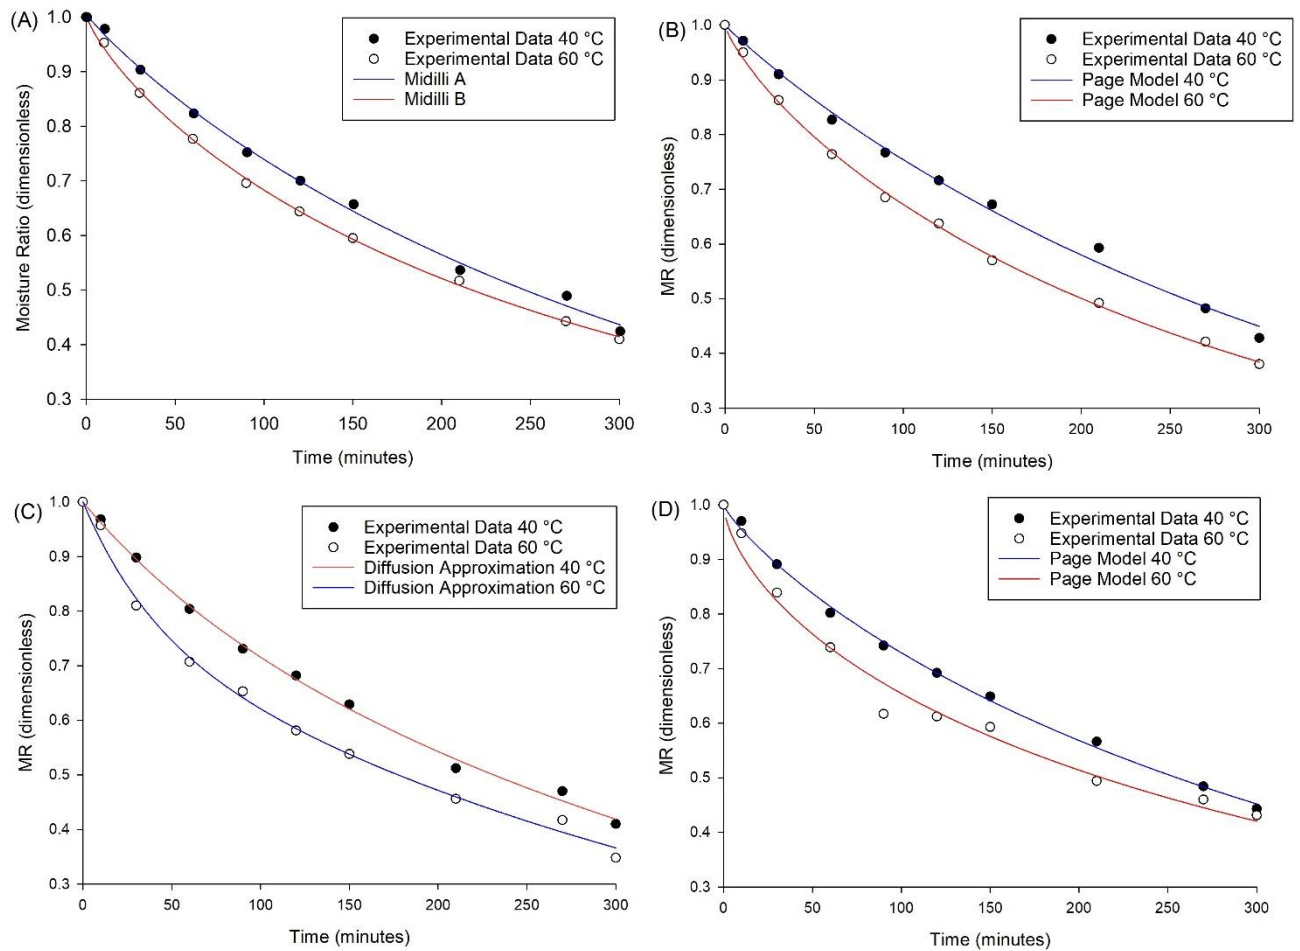 (A)
1.0
0.9
0.8
0.7
0.6
0.5
0.4
0.3
Moisture Ratio (dimensionless)
Experimental Data 40 °C
Experimental Data 60 °C
Midilli A
Midilli B
0 50 100 150 200 250 300
Time (minutes)
(B)
1.0
0.9
0.8
0.7
0.6
0.5
0.4
0.3
MR (dimensionless)
Experimental Data 40 °C
Experimental Data 60 °C
Page Model 40 °C
Page Model 60 °C
0 50 100 150 200 250 300
Time (minutes)
(C)
1.0
0.9
0.8
0.7
0.6
0.5
0.4
0.3
MR (dimensionless)
Experimental Data 40 °C
Experimental Data 60 °C
Diffusion Approximation 40 °C
Diffusion Approximation 60 °C
0 50 100 150 200 250 300
Time (minutes)
(D)
1.0
0.9
0.8
0.7
0.6
0.5
0.4
0.3
MR (dimensionless)
Experimental Data 40 °C
Experimental Data 60 °C
Page Model 40 °C
Page Model 60 °C
0 50 100 150 200 250 300
Time (minutes)